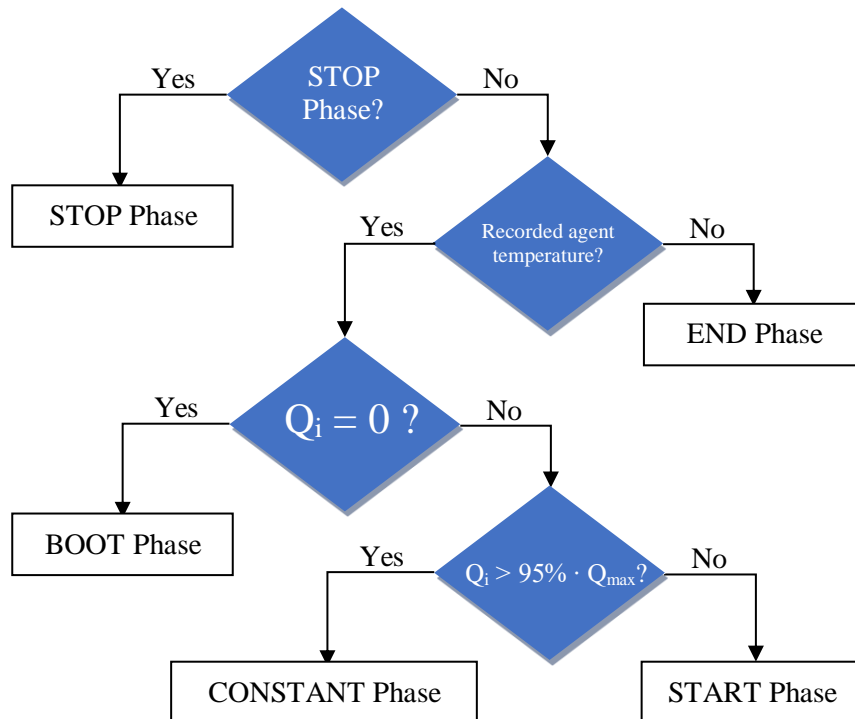 Yes
STOP
Phase?
No
STOP Phase
Yes
Recorded agent
temperature?
No
END Phase
Yes
Qᵢ = 0 ?
No
BOOT Phase
Yes
Qᵢ > 95% · Qₘₐₓ?
No
CONSTANT Phase
START Phase